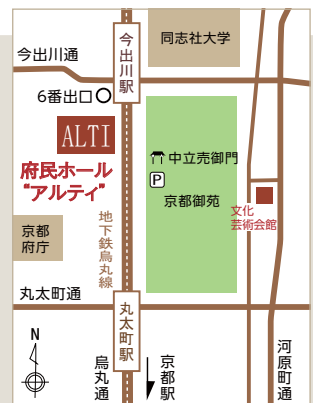 同志社大学
今出川駅
今出川通
6番出口
ALTI
府民ホール
“アルティ”
中立売御門
P
京都御苑
文化
芸術会館
京都
府庁
地下鉄烏丸線
丸太町通
丸太町駅
N
烏丸通
京都駅
河原町通